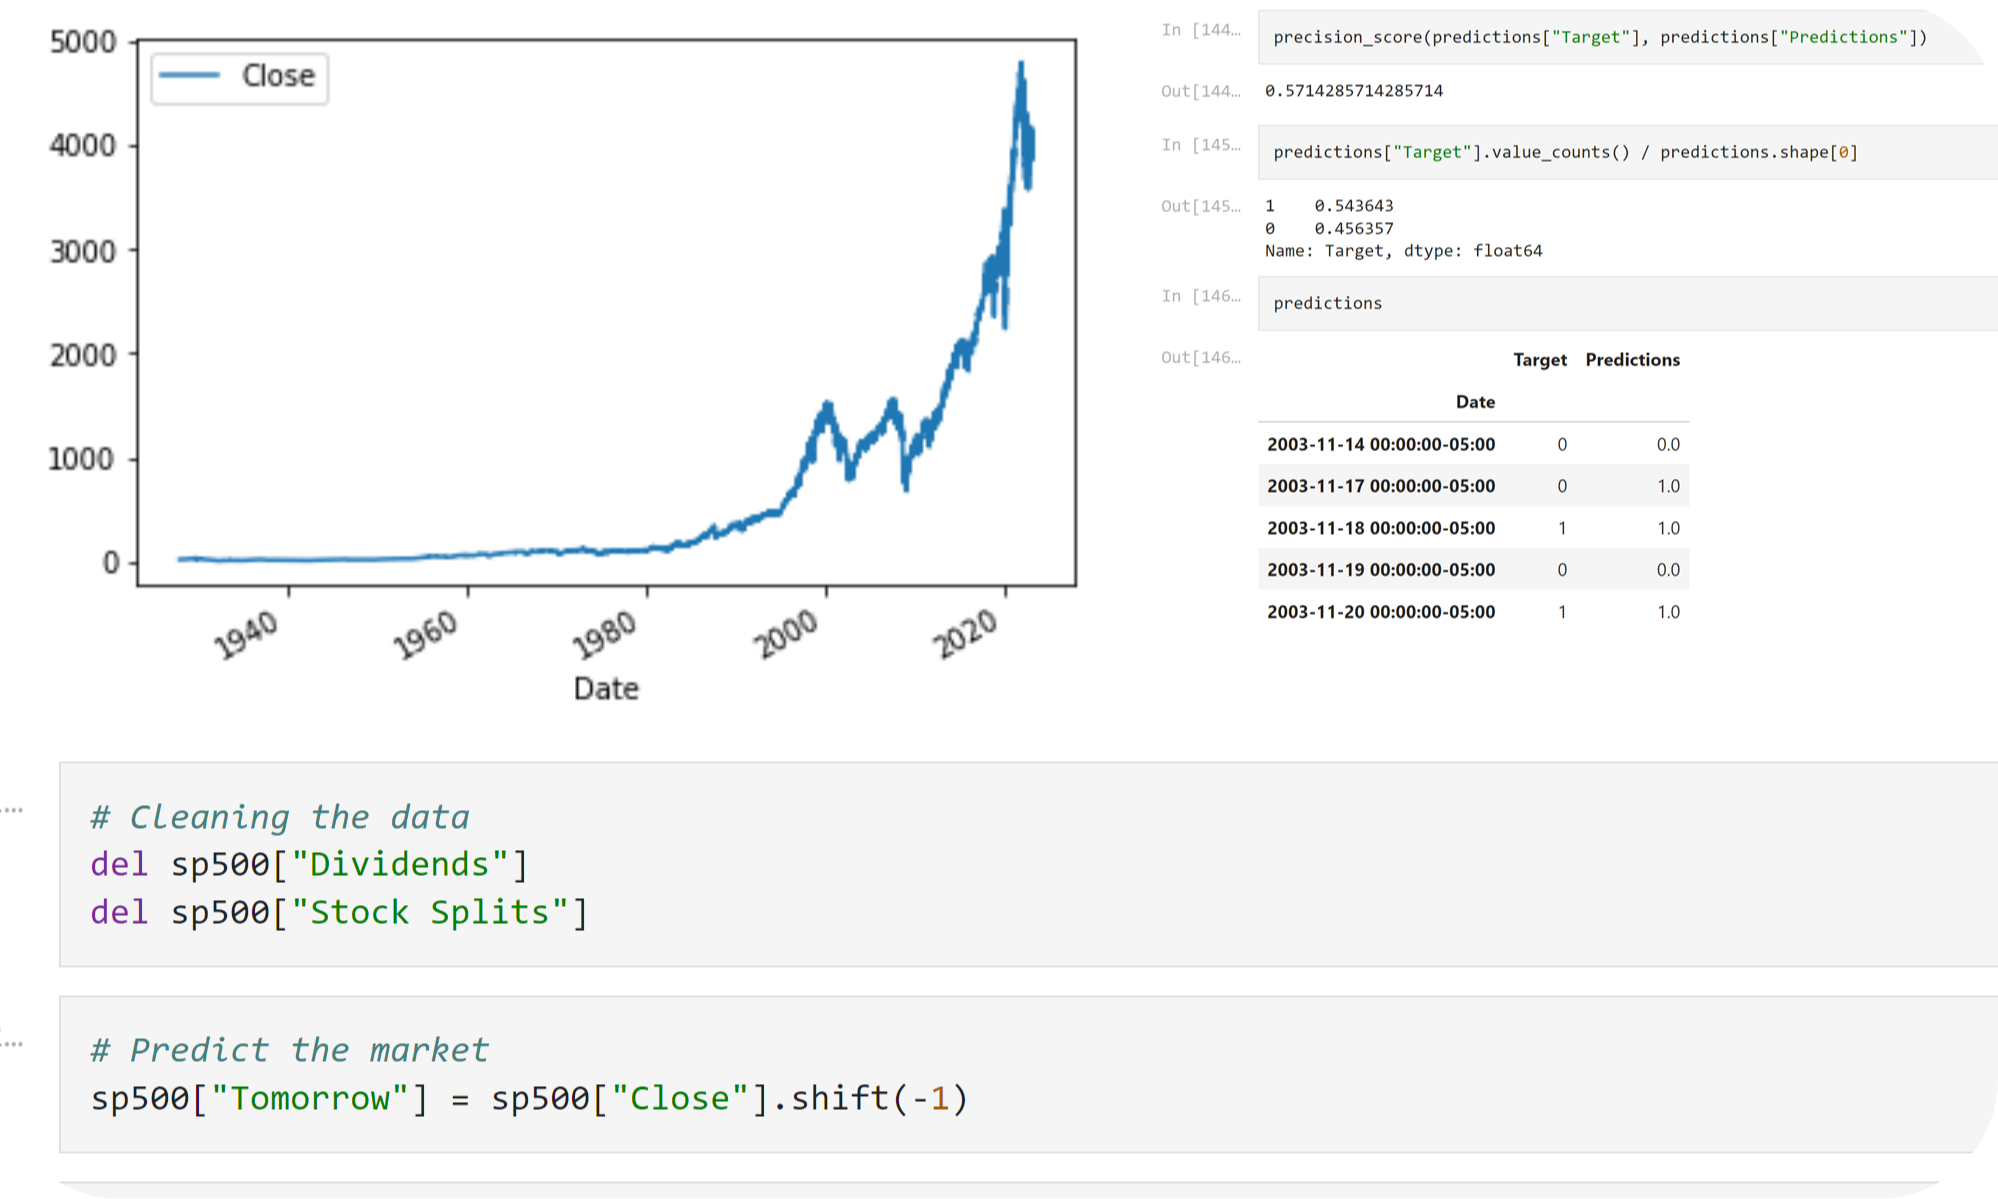 5000
4000
3000
2000
1000
0
Close
1940
1960
1980
2000
2020
Date
In [144…
precision_score(predictions["Target"], predictions["Predictions"])
Out[144…
0.5714285714285714
In [145…
predictions["Target"].value_counts() / predictions.shape[0]
Out[145…
1 0.543643
0 0.456357
Name: Target, dtype: float64
In [146…
predictions
Out[146…
Target Predictions
Date
2003-11-14 00:00:00-05:00 0 0.0
2003-11-17 00:00:00-05:00 0 1.0
2003-11-18 00:00:00-05:00 1 1.0
2003-11-19 00:00:00-05:00 0 0.0
2003-11-20 00:00:00-05:00 1 1.0
# Cleaning the data
del sp500["Dividends"]
del sp500["Stock Splits"]
# Predict the market
sp500["Tomorrow"] = sp500["Close"].shift(-1)